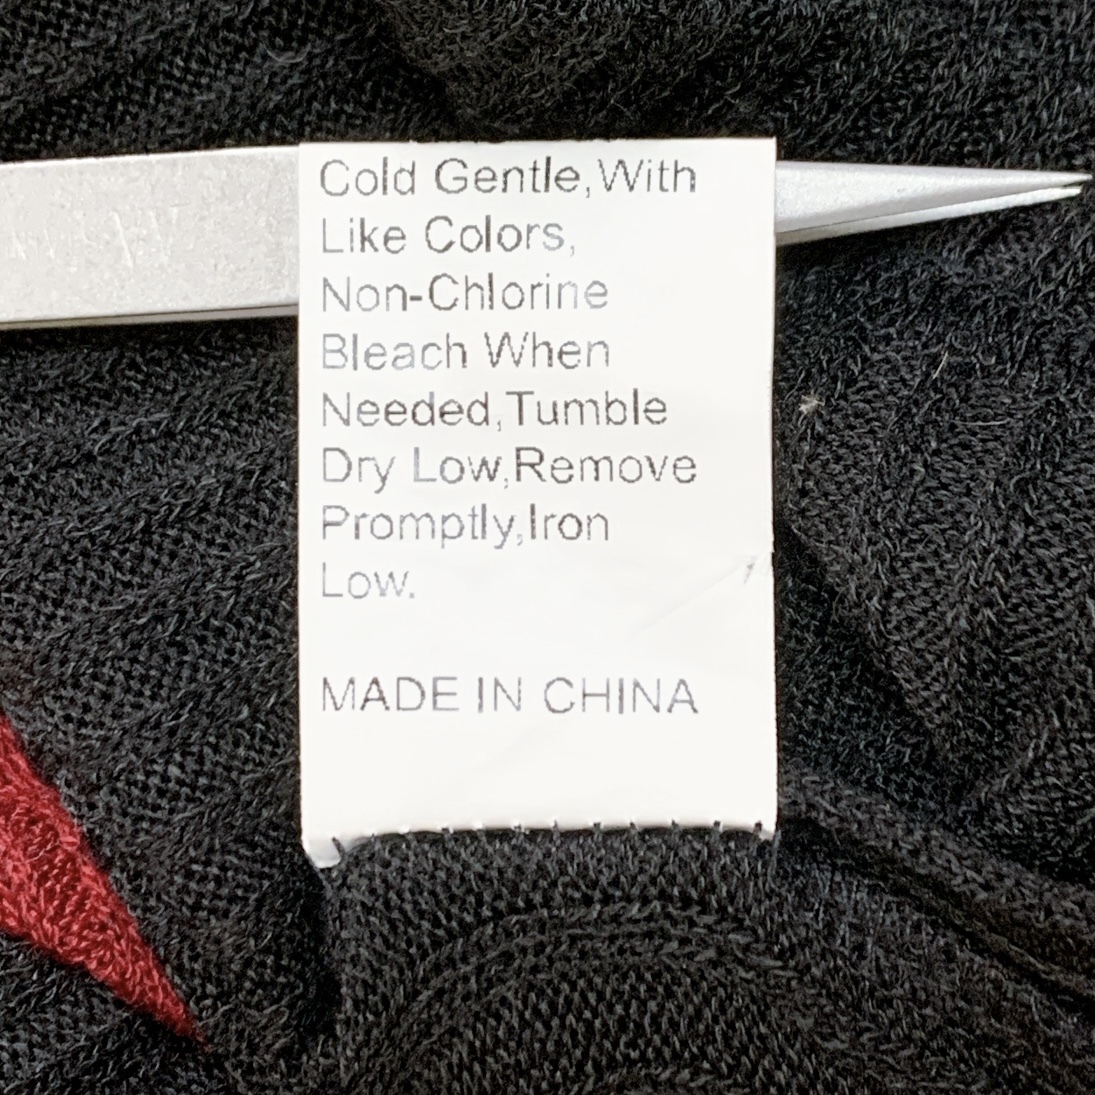 Cold Gentle,With
Like Colors,
Non-Chlorine
Bleach When
Needed,Tumble
Dry Low,Remove
Promptly,Iron
Low.
MADE IN CHINA